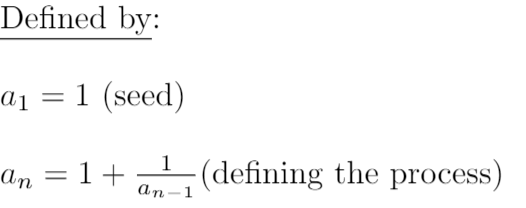 Defined by:
a₁ = 1 (seed)
aₙ = 1 + 1/aₙ₋₁ (defining the process)